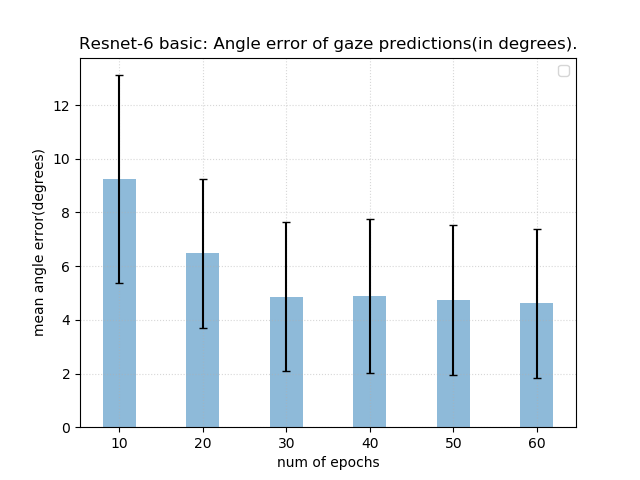 Resnet-6 basic: Angle error of gaze predictions(in degrees).
mean angle error(degrees)
12
10
8
6
4
2
0
10 20 30 40 50 60
num of epochs